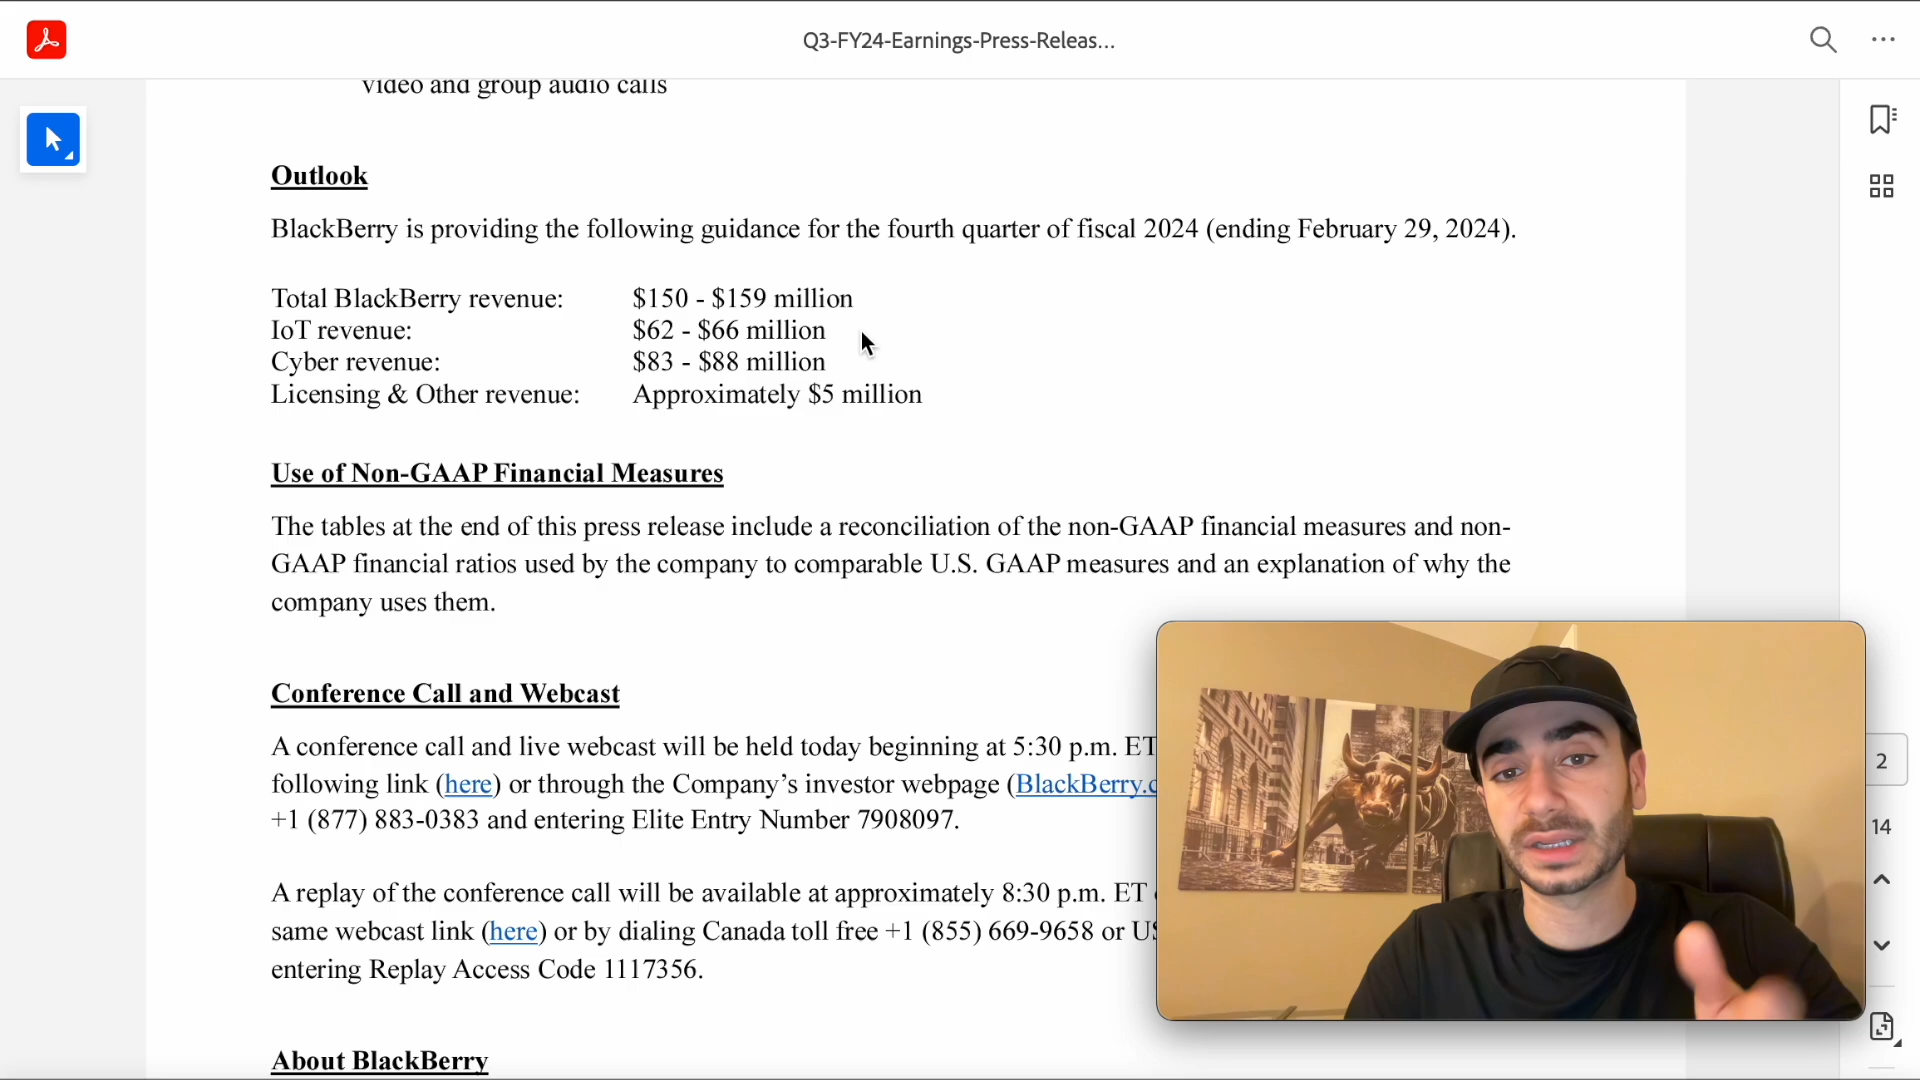 Q3-FY24-Earnings-Press-Releas...
video and group audio calls
Outlook
BlackBerry is providing the following guidance for the fourth quarter of fiscal 2024 (ending February 29, 2024).
Total BlackBerry revenue: $150 - $159 million
IoT revenue: $62 - $66 million
Cyber revenue: $83 - $88 million
Licensing & Other revenue: Approximately $5 million
Use of Non-GAAP Financial Measures
The tables at the end of this press release include a reconciliation of the non-GAAP financial measures and non-
GAAP financial ratios used by the company to comparable U.S. GAAP measures and an explanation of why the
company uses them.
Conference Call and Webcast
A conference call and live webcast will be held today beginning at 5:30 p.m. ET
following link (here) or through the Company’s investor webpage (BlackBerry.c
+1 (877) 883-0383 and entering Elite Entry Number 7908097.
A replay of the conference call will be available at approximately 8:30 p.m. ET
same webcast link (here) or by dialing Canada toll free +1 (855) 669-9658 or US
entering Replay Access Code 1117356.
About BlackBerry
2
14